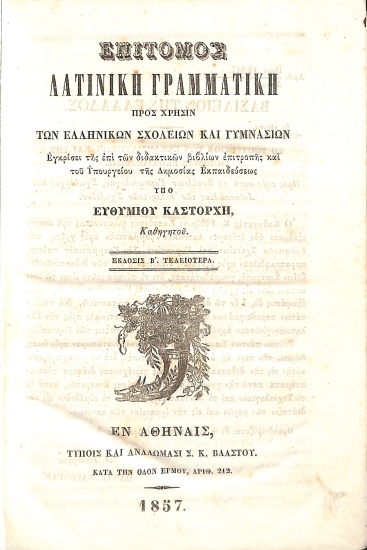 ΕΠΙΤΟΜΟΣ
ΛΑΤΙΝΙΚΗ ΓΡΑΜΜΑΤΙΚΗ
ΠΡΟΣ ΧΡΗΣΙΝ
ΤΩΝ ΕΛΛΗΝΙΚΩΝ ΣΧΟΛΕΙΩΝ ΚΑΙ ΓΥΜΝΑΣΙΩΝ
Ἐγκρίσει τῆς ἐπὶ τῶν διδακτικῶν βιβλίων ἐπιτροπῆς καὶ
τοῦ Ὑπουργείου τῆς Δημοσίας Ἐκπαιδεύσεως
ΥΠΟ
ΕΥΘΥΜΙΟΥ ΚΑΣΤΟΡΧΗ,
Καθηγητοῦ.
ΕΚΔΟΣΙΣ Β΄. ΤΕΛΕΙΟΤΕΡΑ.
ΕΝ ΑΘΗΝΑΙΣ,
ΤΥΠΟΙΣ ΚΑΙ ΑΝΑΛΩΜΑΣΙ Σ. Κ. ΒΛΑΣΤΟΥ.
ΚΑΤΑ ΤΗΝ ΟΔΟΝ ΕΡΜΟΥ, ΑΡΙΘ. 212.
1857.